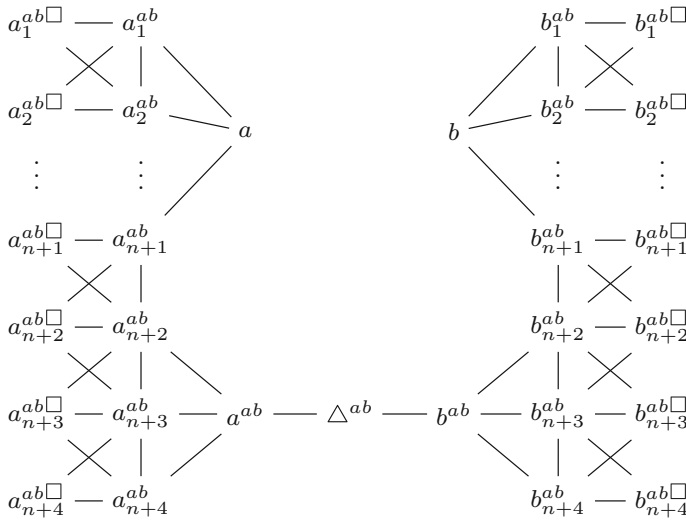 a_1^{ab□} a_1^{ab} b_1^{ab} b_1^{ab□}
a_2^{ab□} a_2^{ab} b_2^{ab} b_2^{ab□}
a b
⋮ ⋮ ⋮ ⋮
a_{n+1}^{ab□} a_{n+1}^{ab} b_{n+1}^{ab} b_{n+1}^{ab□}
a_{n+2}^{ab□} a_{n+2}^{ab} b_{n+2}^{ab} b_{n+2}^{ab□}
a_{n+3}^{ab□} a_{n+3}^{ab} a^{ab} △^{ab} b^{ab} b_{n+3}^{ab} b_{n+3}^{ab□}
a_{n+4}^{ab□} a_{n+4}^{ab} b_{n+4}^{ab} b_{n+4}^{ab□}